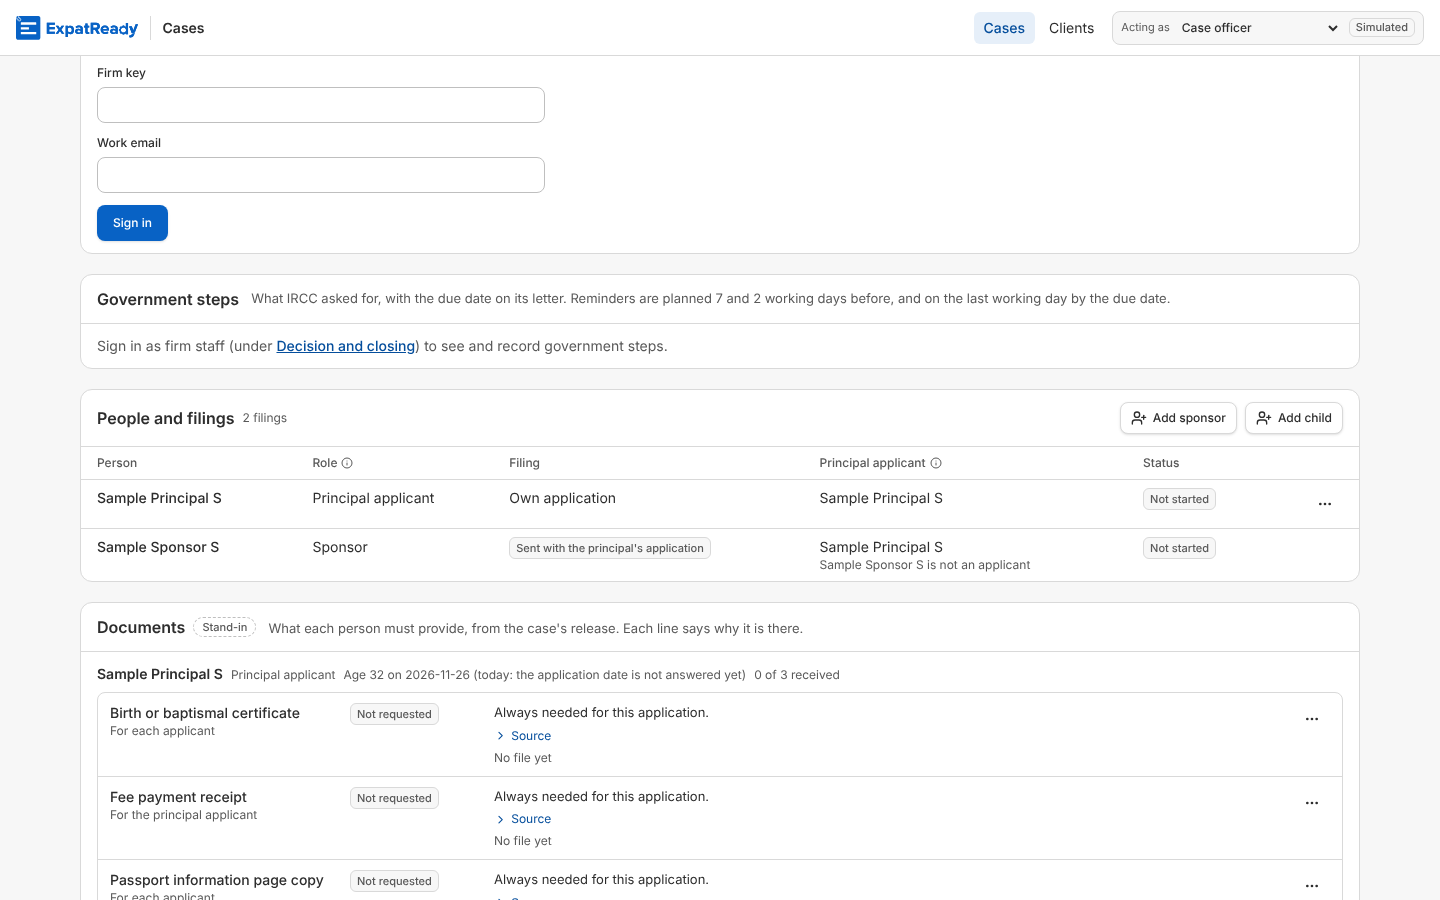 ExpatReady
Cases
Cases
Clients
Acting as
Case officer
Simulated
Firm key
Work email
Sign in
Government steps
What IRCC asked for, with the due date on its letter. Reminders are planned 7 and 2 working days before, and on the last working day by the due date.
Sign in as firm staff (under Decision and closing) to see and record government steps.
People and filings
2 filings
Add sponsor
Add child
Person
Role
Filing
Principal applicant
Status
Sample Principal S
Principal applicant
Own application
Sample Principal S
Not started
Sample Sponsor S
Sponsor
Sent with the principal's application
Sample Principal S
Sample Sponsor S is not an applicant
Not started
Documents
Stand-in
What each person must provide, from the case's release. Each line says why it is there.
Sample Principal S
Principal applicant
Age 32 on 2026-11-26 (today: the application date is not answered yet)
0 of 3 received
Birth or baptismal certificate
For each applicant
Not requested
Always needed for this application.
Source
No file yet
Fee payment receipt
For the principal applicant
Not requested
Always needed for this application.
Source
No file yet
Passport information page copy
For each applicant
Not requested
Always needed for this application.